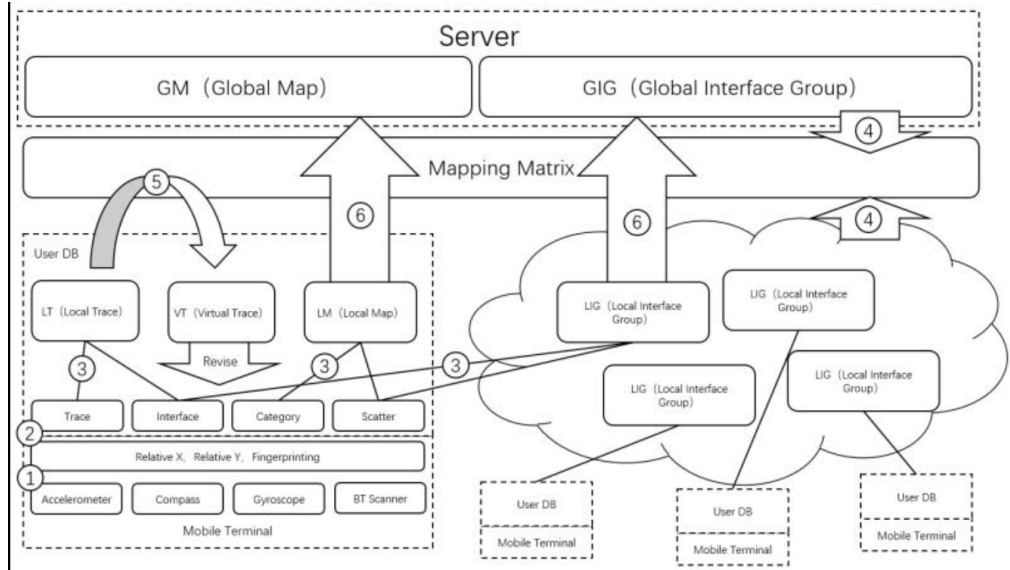 Server
GM（Global Map）
GIG（Global Interface Group）
④
Mapping Matrix
⑤
⑥
⑥
④
User DB
LT（Local Trace）
VT（Virtual Trace）
LM（Local Map）
LIG（Local Interface
Group）
LIG（Local Interface
Group）
Revise
③
③
③
LIG（Local Interface
Group）
LIG（Local Interface
Group）
Trace
Interface
Category
Scatter
②
Relative X、Relative Y、Fingerprinting
①
Accelerometer
Compass
Gyroscope
BT Scanner
Mobile Terminal
User DB
Mobile Terminal
User DB
Mobile Terminal
User DB
Mobile Terminal